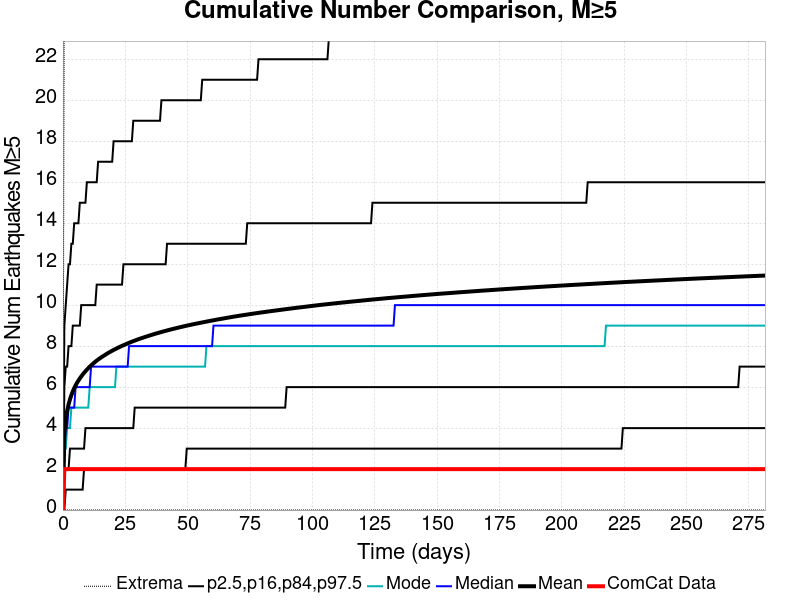 Cumulative Number Comparison, M≥5
Cumulative Num Earthquakes M≥5
22
20
18
16
14
12
10
8
6
4
2
0
0 25 50 75 100 125 150 175 200 225 250 275
Time (days)
Extrema p2.5,p16,p84,p97.5 Mode Median Mean ComCat Data